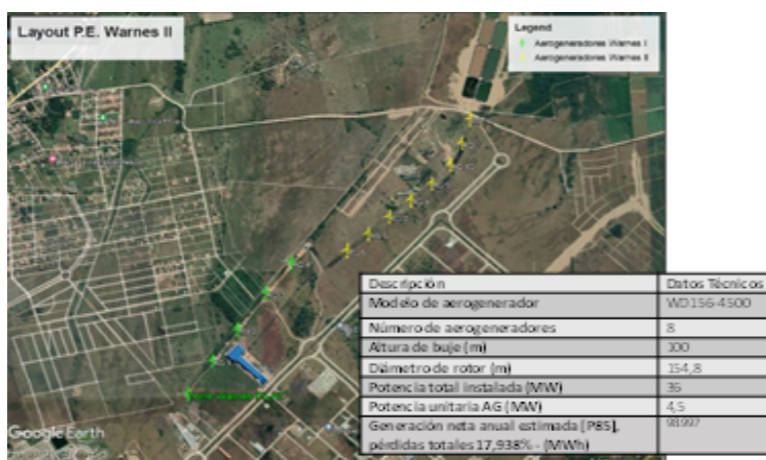 Layout P.E. Warnes II
Legend
Aerogeneradores Warnes I
Aerogeneradores Warnes II
Descripción Datos Técnicos
Modelo de aerogenerador WD156-4500
Número de aerogeneradores 8
Altura de buje (m) 100
Diámetro de rotor (m) 154,8
Potencia total instalada (MW) 36
Potencia unitaria AG (MW) 4,5
Generación neta anual estimada [P85],
pérdidas totales 17,938% - (MWh)
Google Earth